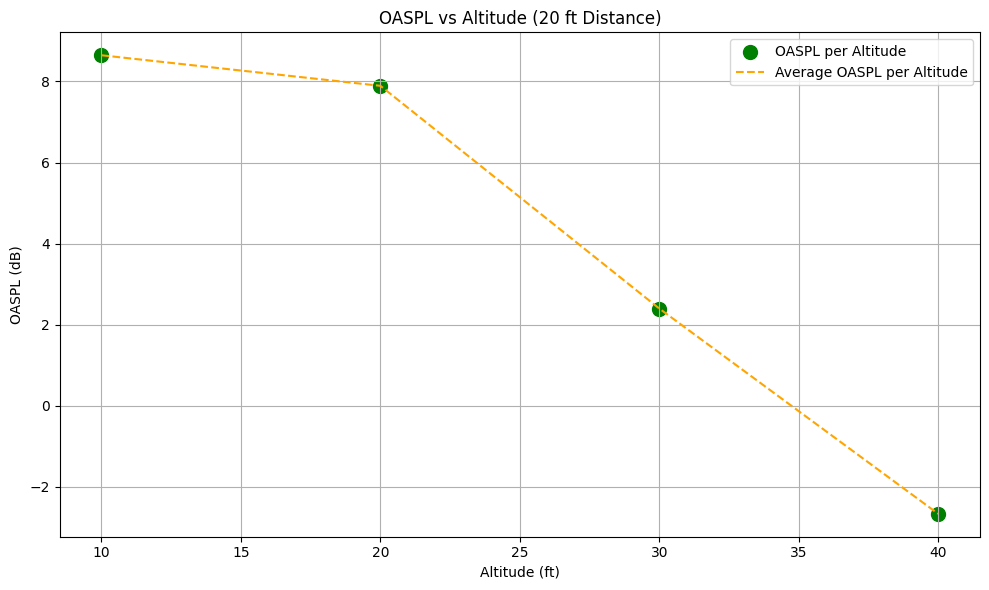 OASPL vs Altitude (20 ft Distance)
OASPL per Altitude
Average OASPL per Altitude
OASPL (dB)
8
6
4
2
0
−2
10
15
20
25
30
35
40
Altitude (ft)